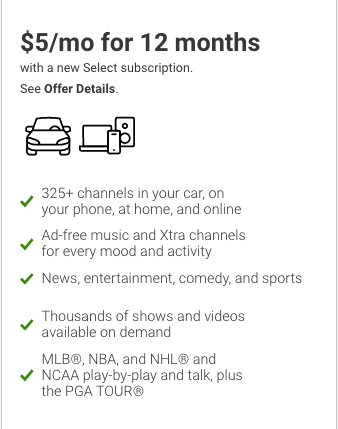 $5/mo for 12 months
with a new Select subscription.
See Offer Details.
325+ channels in your car, on
your phone, at home, and online
Ad-free music and Xtra channels
for every mood and activity
News, entertainment, comedy, and sports
Thousands of shows and videos
available on demand
MLB®, NBA, and NHL® and
NCAA play-by-play and talk, plus
the PGA TOUR®